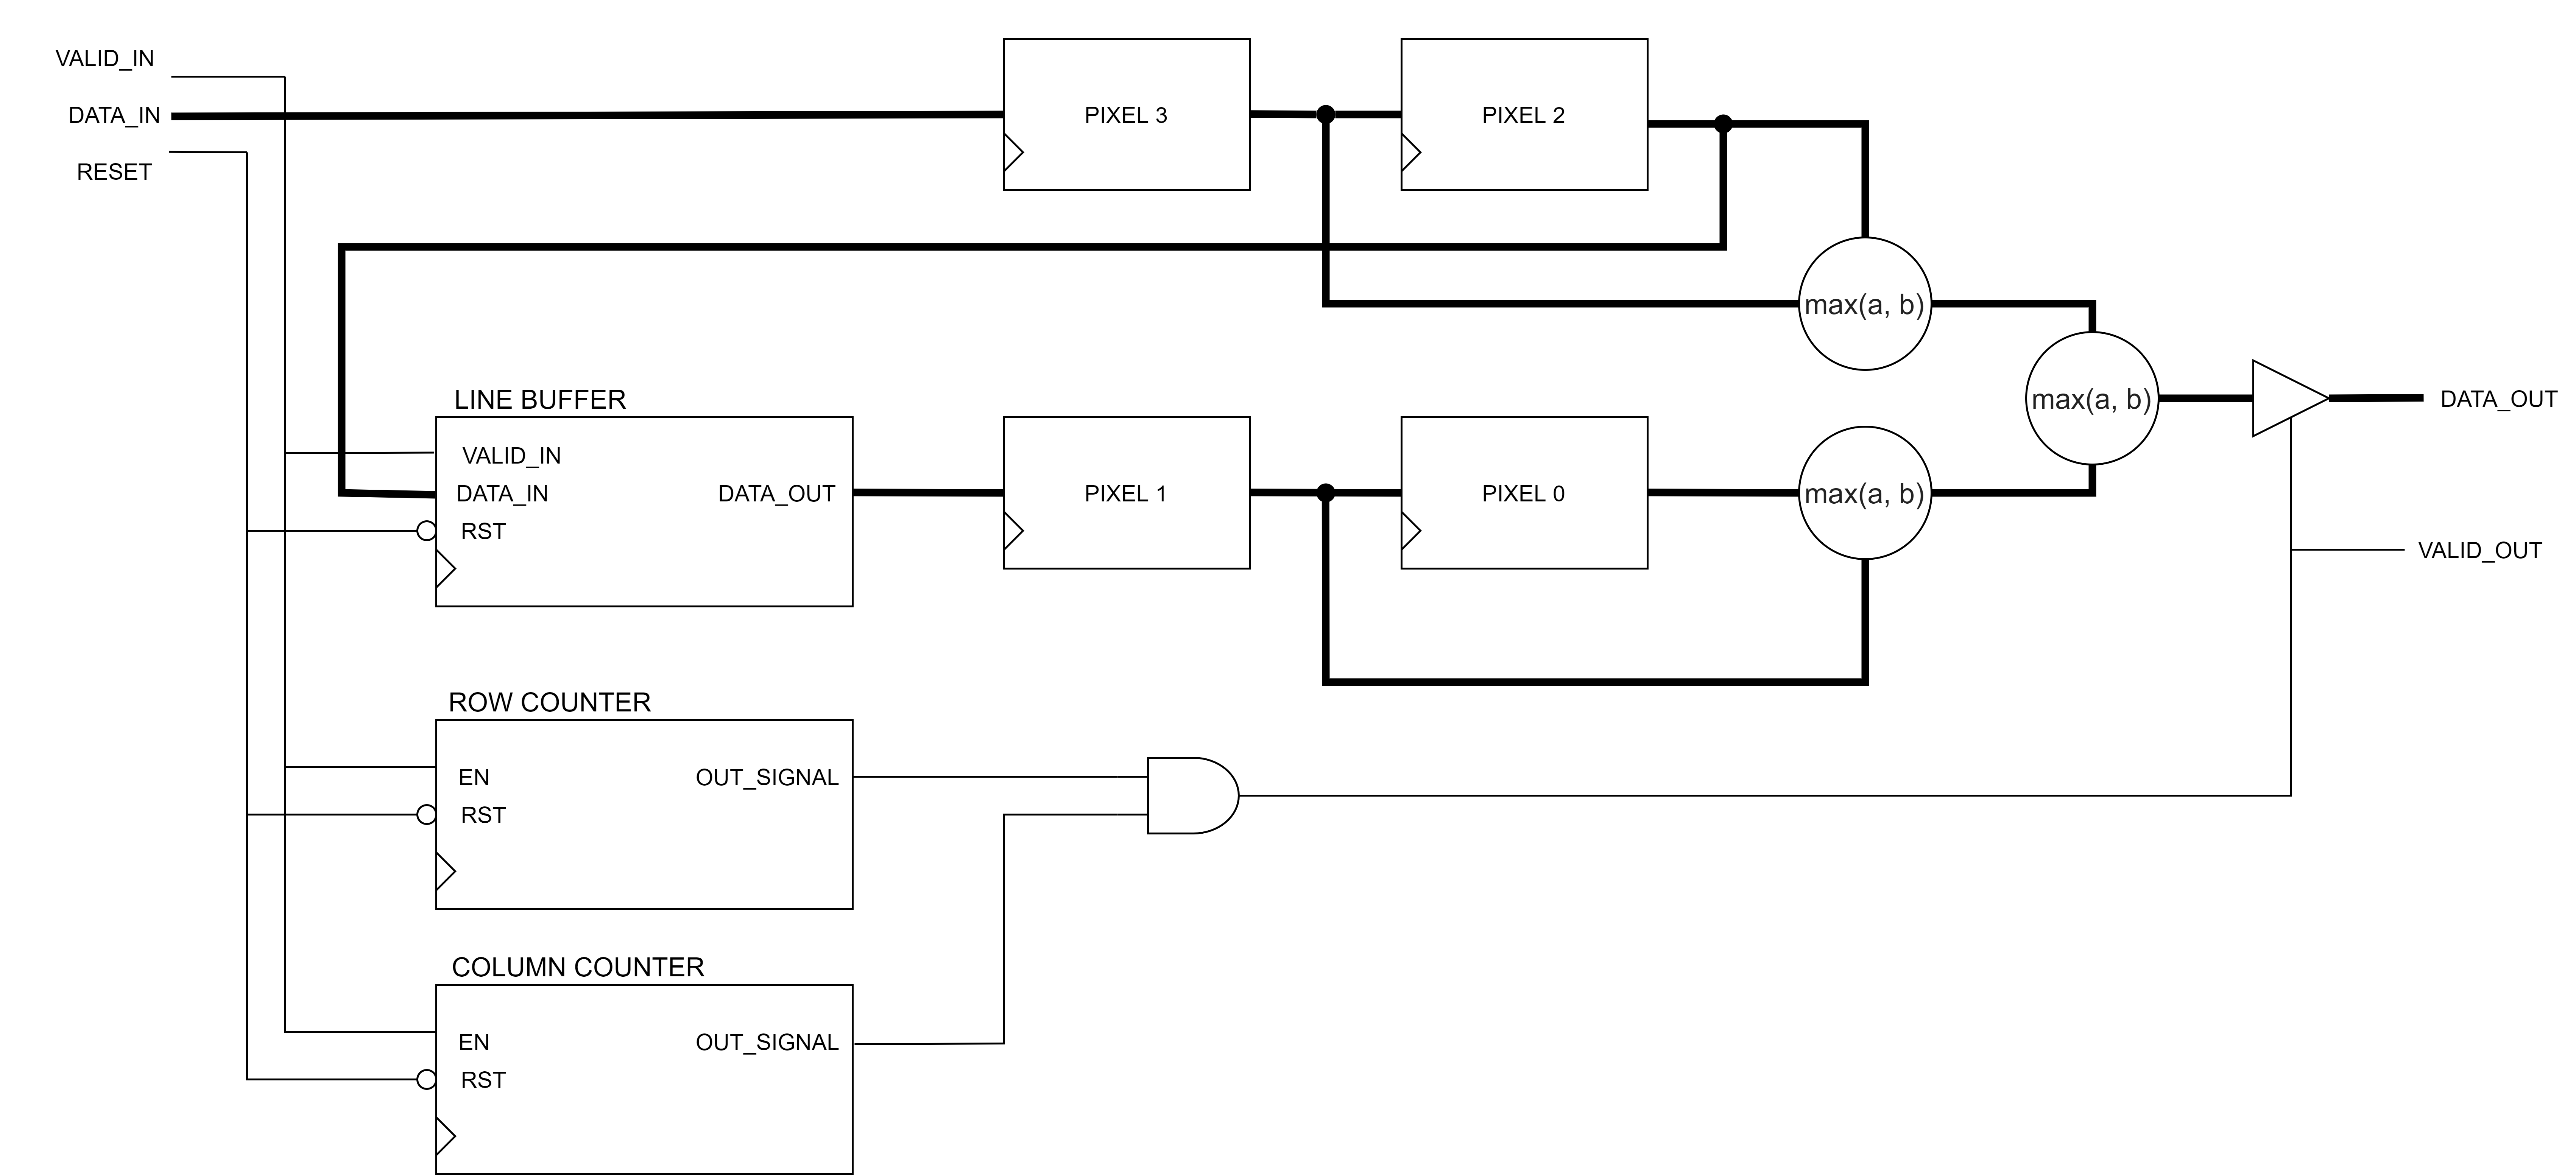 VALID_IN
DATA_IN
RESET
PIXEL 3
PIXEL 2
max(a, b)
max(a, b)
DATA_OUT
LINE BUFFER
VALID_IN
DATA_IN
DATA_OUT
RST
PIXEL 1
PIXEL 0
max(a, b)
VALID_OUT
ROW COUNTER
EN
OUT_SIGNAL
RST
COLUMN COUNTER
EN
OUT_SIGNAL
RST